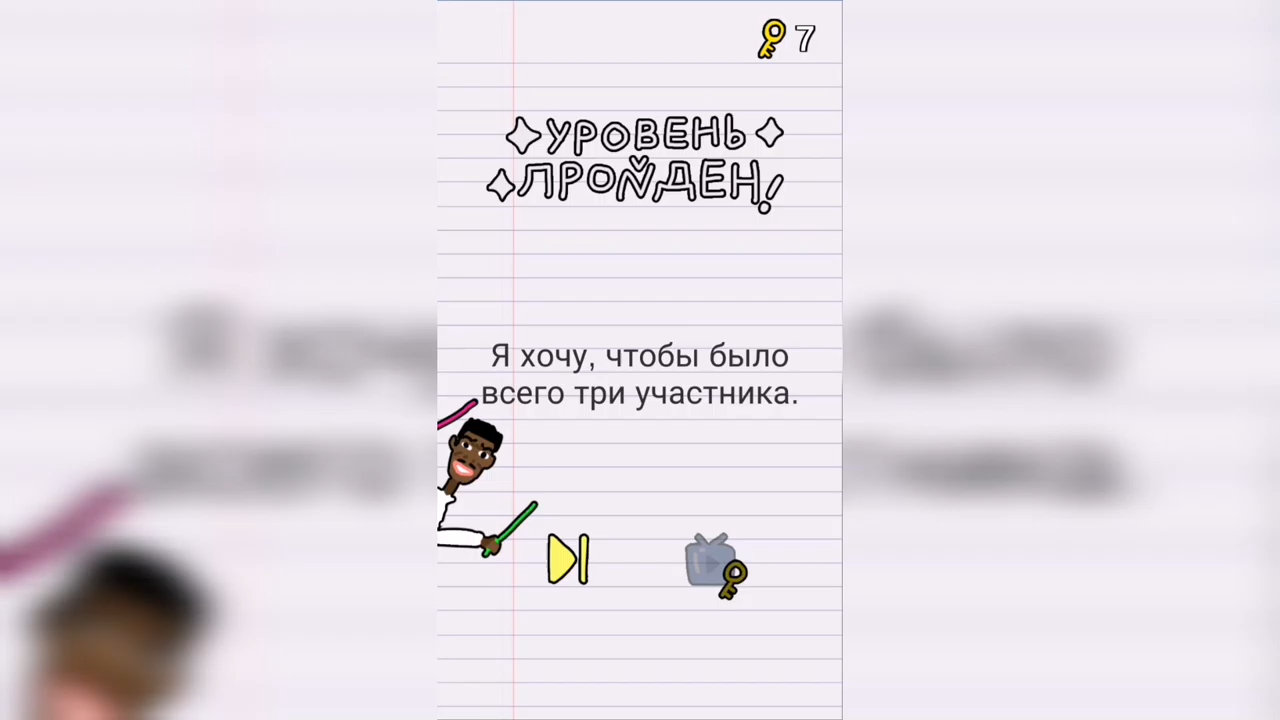 7
УРОВЕНЬ
ПРОЙДЕН!
Я хочу, чтобы было
всего три участника.